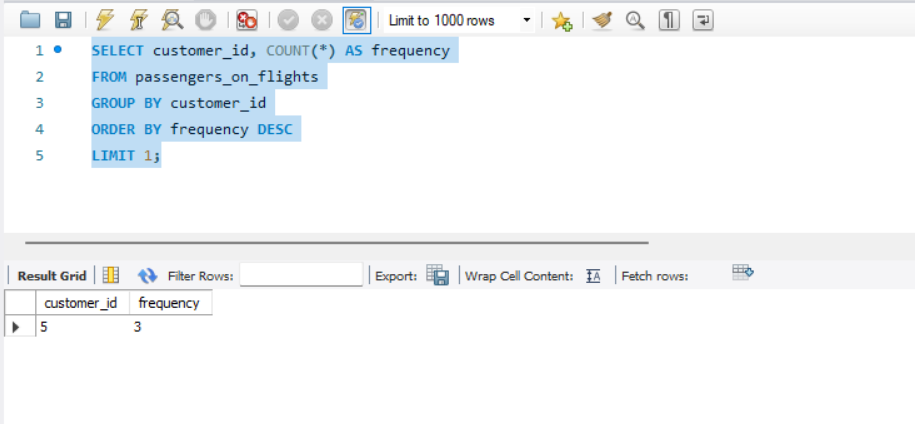 Limit to 1000 rows
1 SELECT customer_id, COUNT(*) AS frequency
2 FROM passengers_on_flights
3 GROUP BY customer_id
4 ORDER BY frequency DESC
5 LIMIT 1;
Result Grid Filter Rows: Export: Wrap Cell Content: Fetch rows:
customer_id frequency
5 3